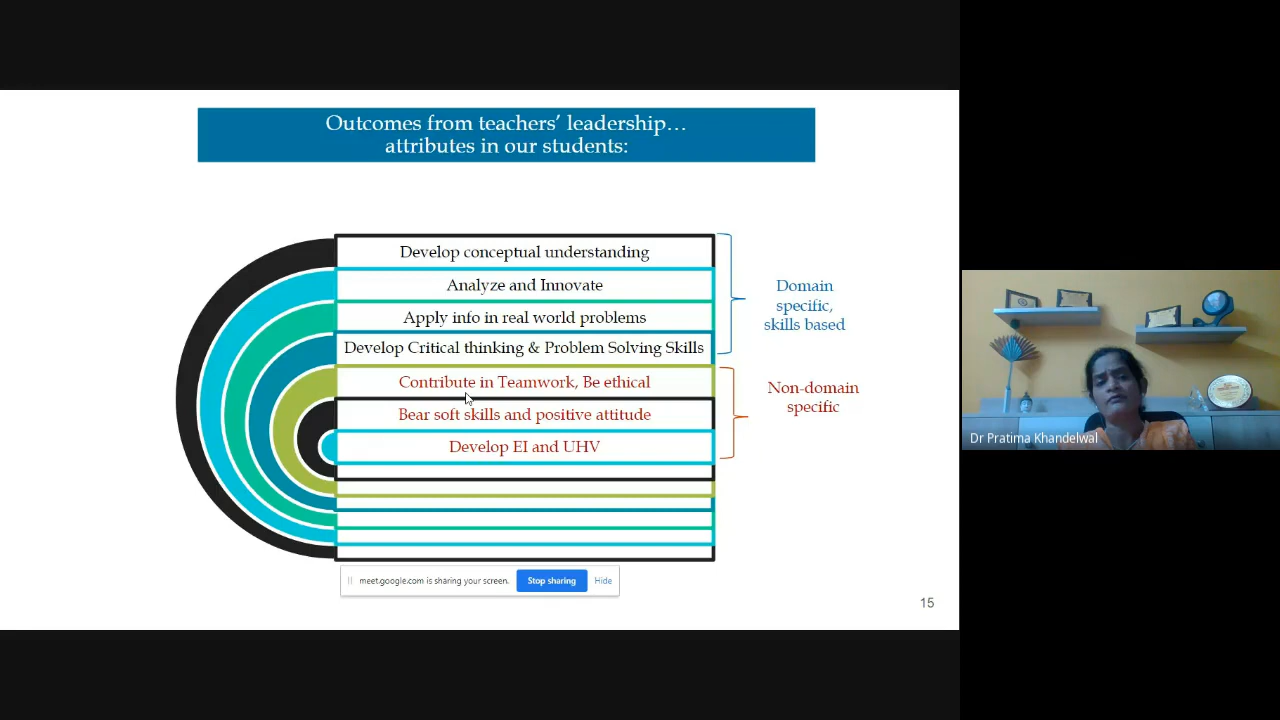 Outcomes from teachers’ leadership…
attributes in our students:
Develop conceptual understanding
Analyze and Innovate
Apply info in real world problems
Develop Critical thinking & Problem Solving Skills
Contribute in Teamwork, Be ethical
Bear soft skills and positive attitude
Develop EI and UHV
Domain
specific,
skills based
Non-domain
specific
meet.google.com is sharing your screen.
Stop sharing
Hide
15
Dr Pratima Khandelwal